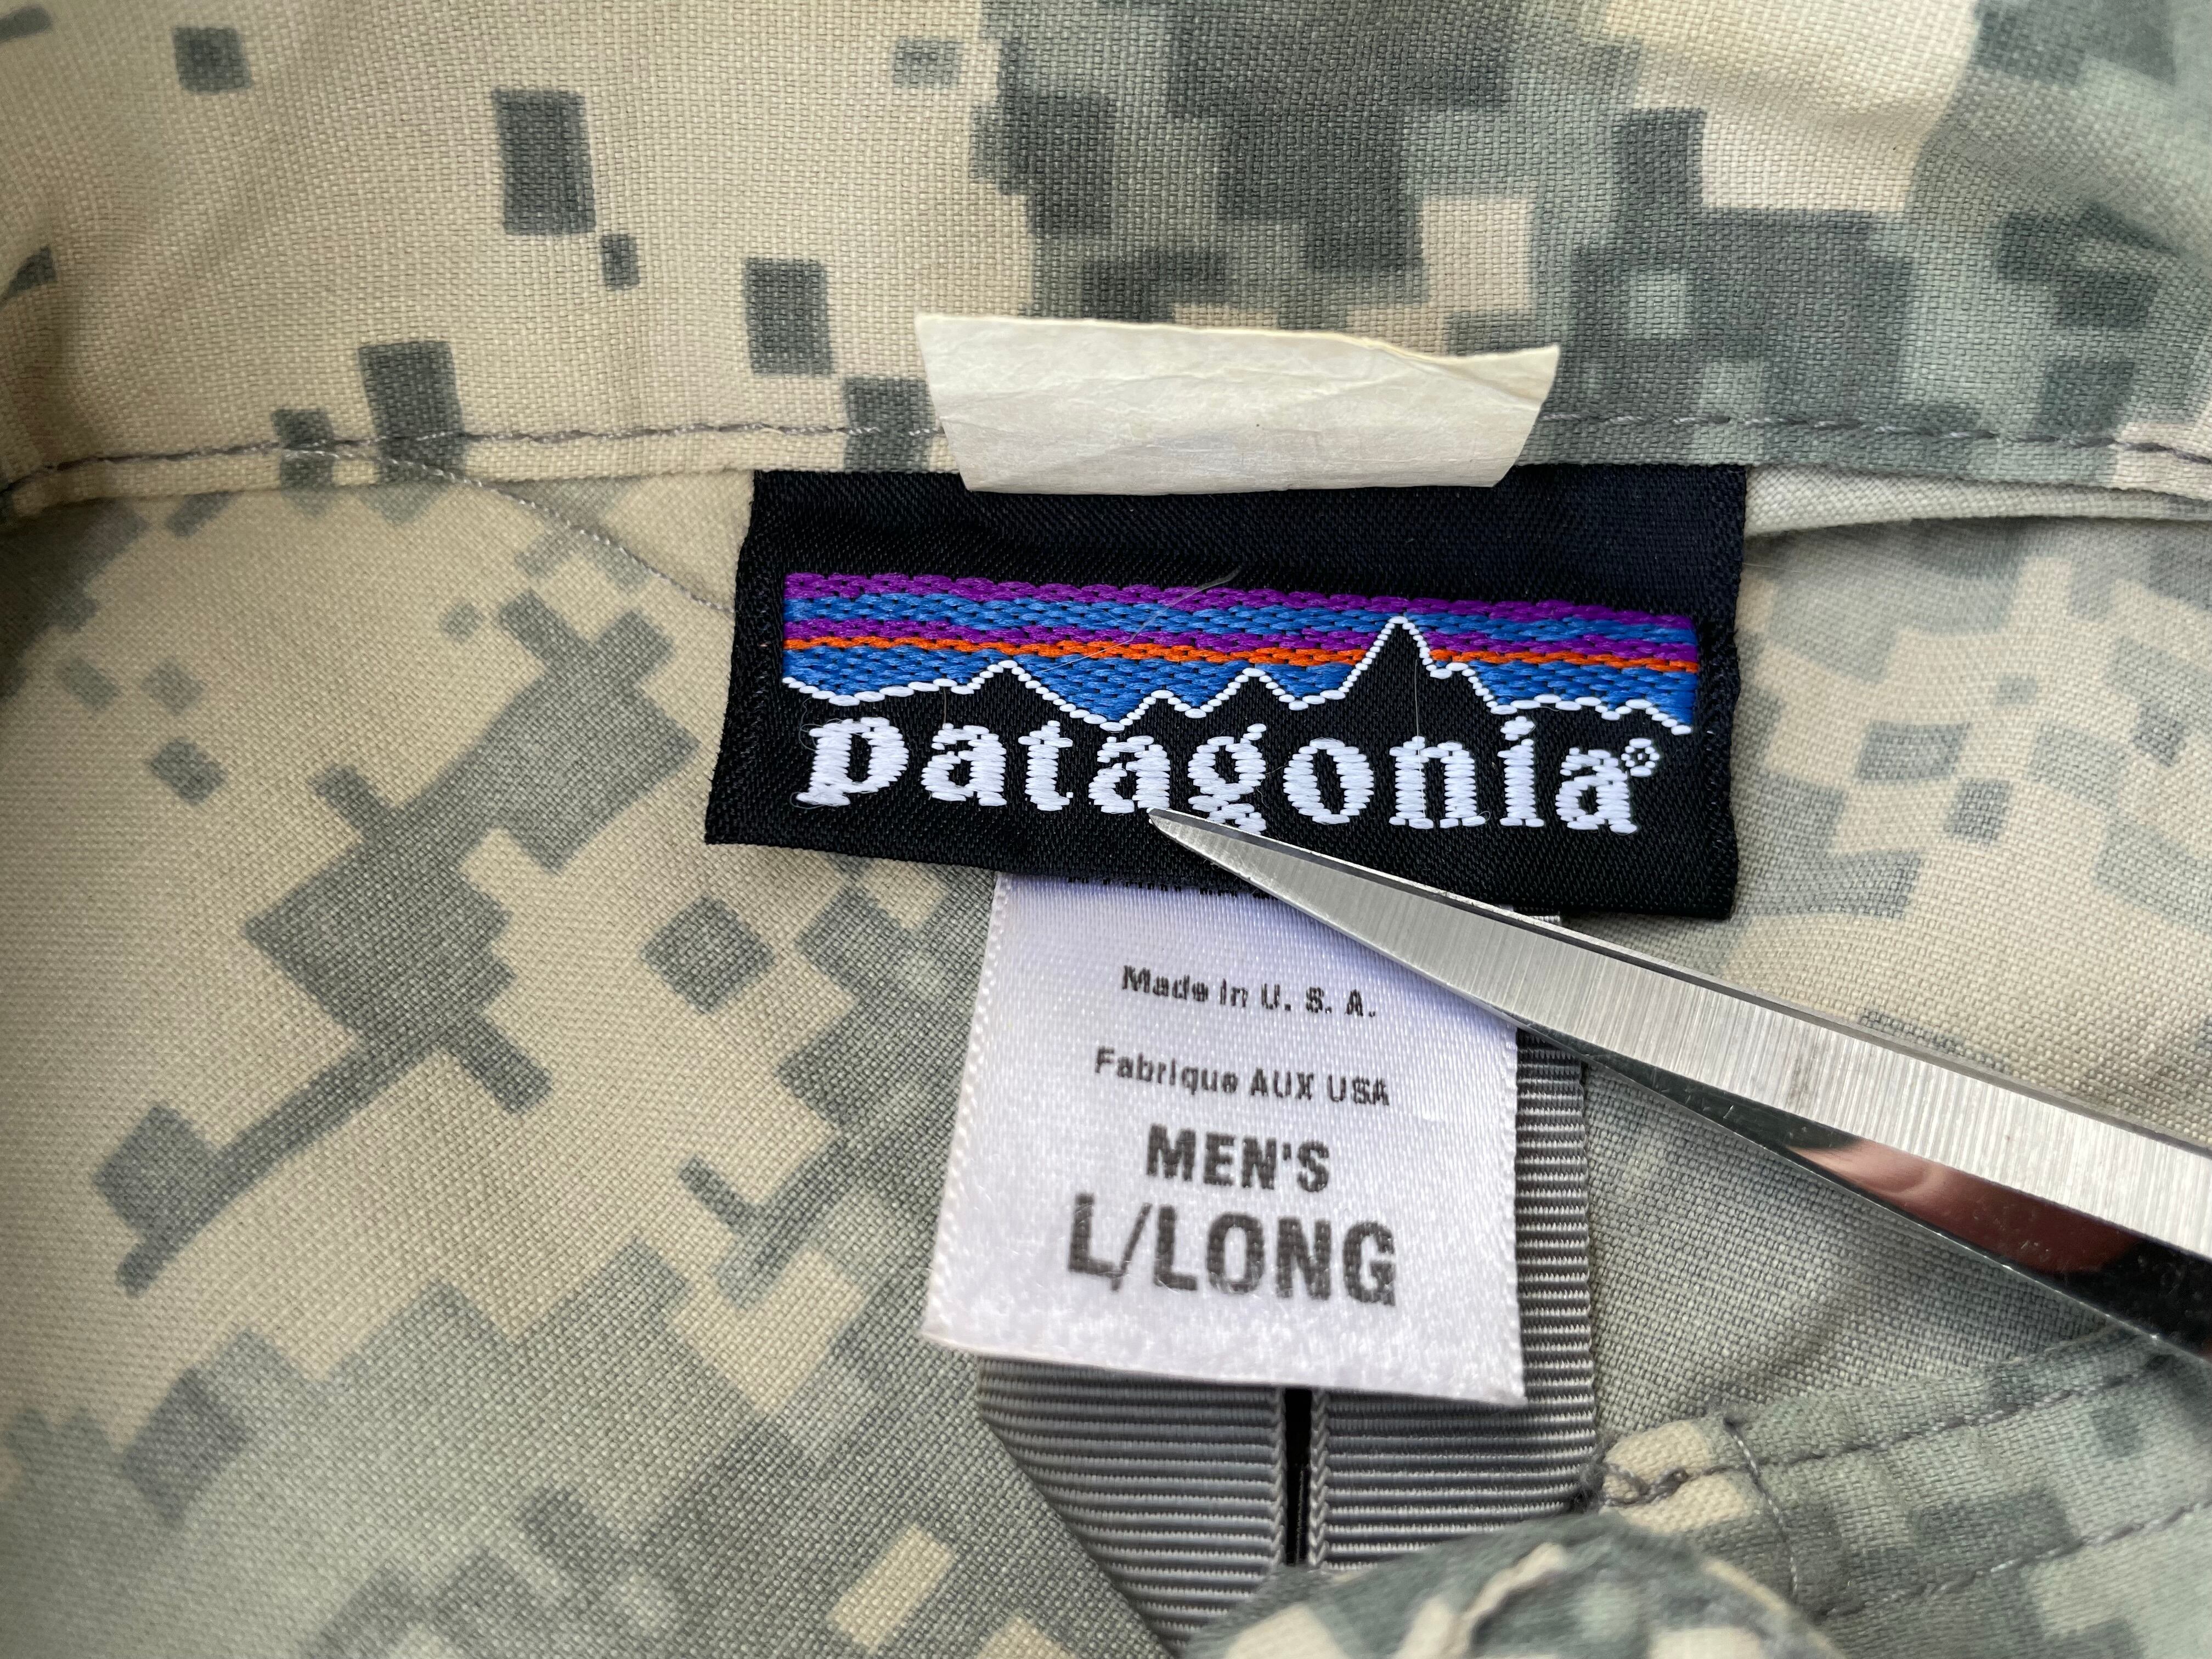 patagonia®
Made in U. S. A.
Fabrique AUX USA
MEN'S
L/LONG